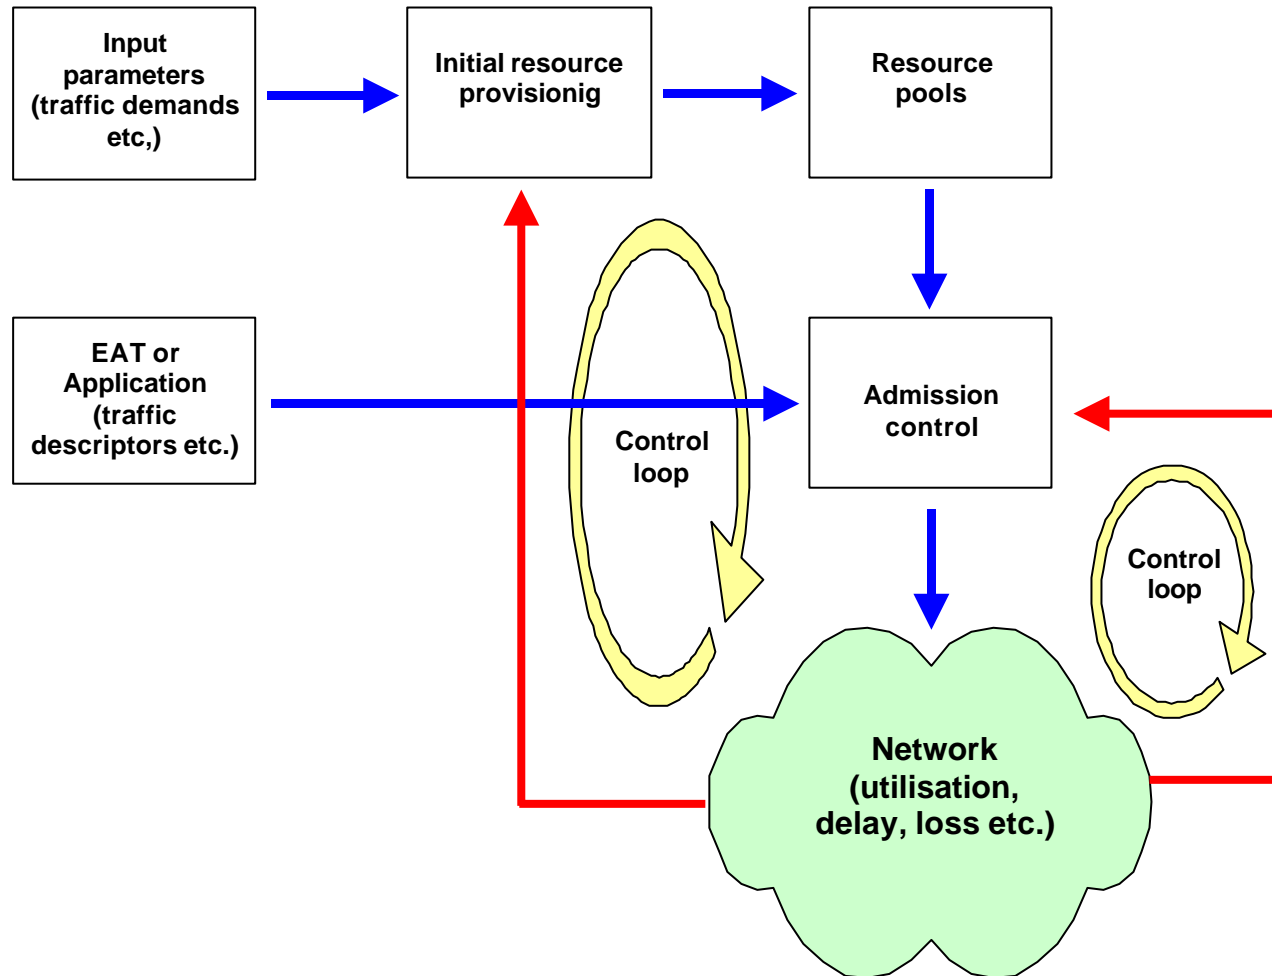 Input
parameters
(traffic demands
etc,)
Initial resource
provisionig
Resource
pools
EAT or
Application
(traffic
descriptors etc.)
Control
loop
Admission
control
Control
loop
Network
(utilisation,
delay, loss etc.)